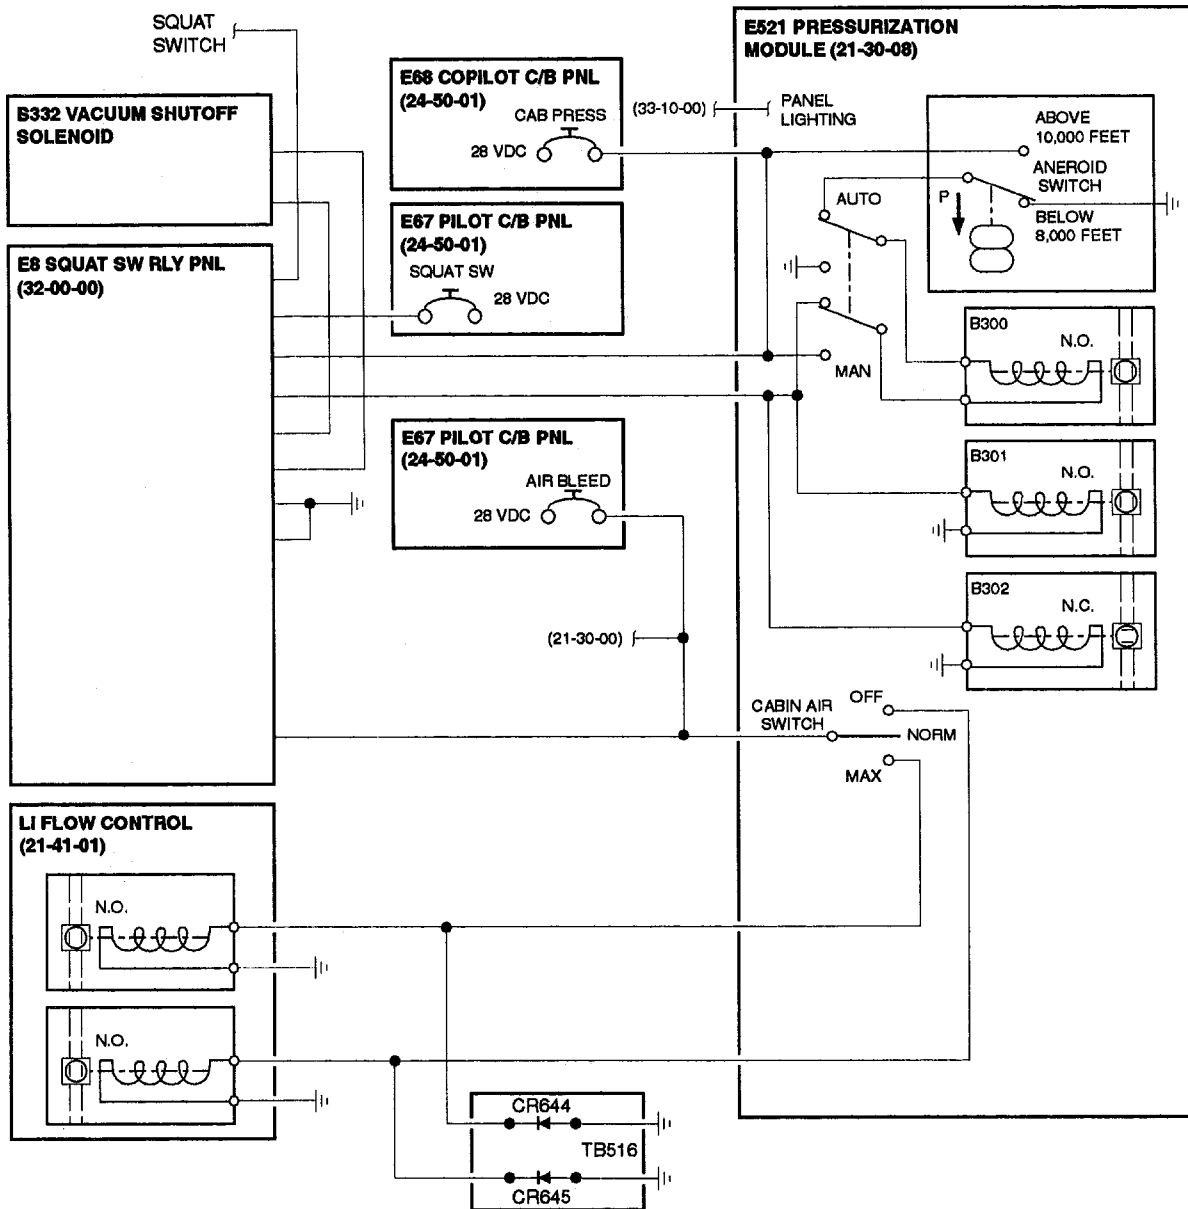 SQUAT
SWITCH
E521 PRESSURIZATION
MODULE (21-30-08)
E68 COPILOT C/B PNL
(24-50-01)
CAB PRESS
28 VDC
(33-10-00)
PANEL
LIGHTING
ABOVE
10,000 FEET
ANEROID
SWITCH
P
BELOW
8,000 FEET
B332 VACUUM SHUTOFF
SOLENOID
AUTO
E67 PILOT C/B PNL
(24-50-01)
SQUAT SW
28 VDC
E8 SQUAT SW RLY PNL
(32-00-00)
MAN
B300
N.O.
E67 PILOT C/B PNL
(24-50-01)
AIR BLEED
28 VDC
B301
N.O.
B302
N.C.
(21-30-00)
CABIN AIR
SWITCH
OFF
NORM
MAX
LI FLOW CONTROL
(21-41-01)
N.O.
N.O.
CR644
TB516
CR645